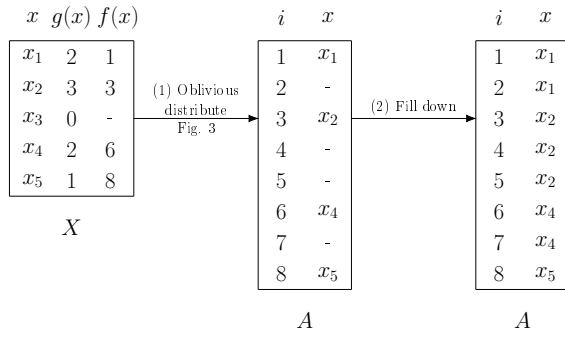 x g(x) f(x)
x₁ 2 1
x₂ 3 3
x₃ 0 -
x₄ 2 6
x₅ 1 8
X
(1) Oblivious
distribute
Fig. 3
i x
1 x₁
2 -
3 x₂
4 -
5 -
6 x₄
7 -
8 x₅
A
(2) Fill down
i x
1 x₁
2 x₁
3 x₂
4 x₂
5 x₂
6 x₄
7 x₄
8 x₅
A